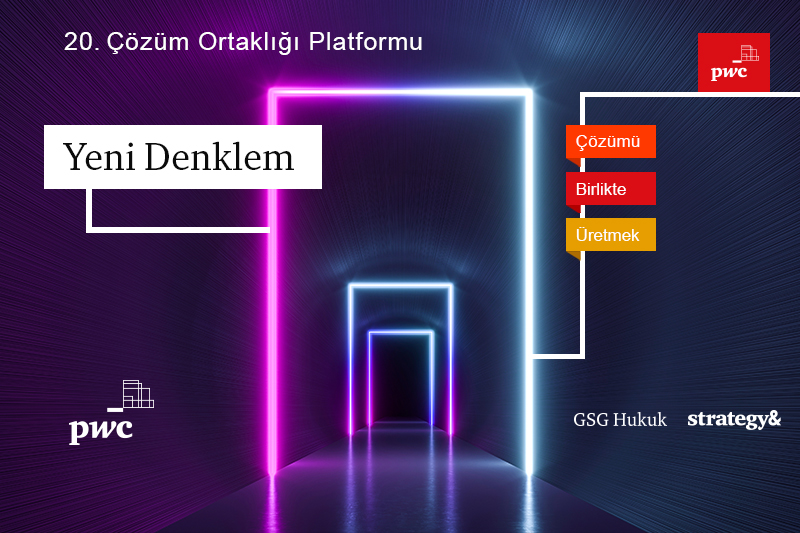 20. Çözüm Ortaklığı Platformu
pwc
Yeni Denklem
Çözümü
Birlikte
Üretmek
pwc
GSG Hukuk
strategy&